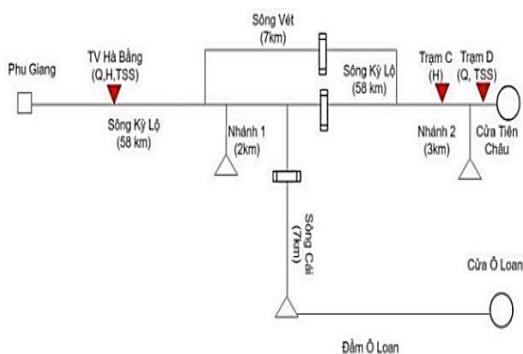 Sông Vét
(7km)
Phu Giang
TV Hà Bằng
(Q,H,TSS)
Sông Kỳ Lộ
(58 km)
Trạm C
(H)
Trạm D
(Q, TSS)
Sông Kỳ Lộ
(58 km)
Nhánh 1
(2km)
Nhánh 2
(3km)
Cửa Tiên
Châu
Sông Cái
(7km)
Cửa Ô Loan
Đầm Ô Loan